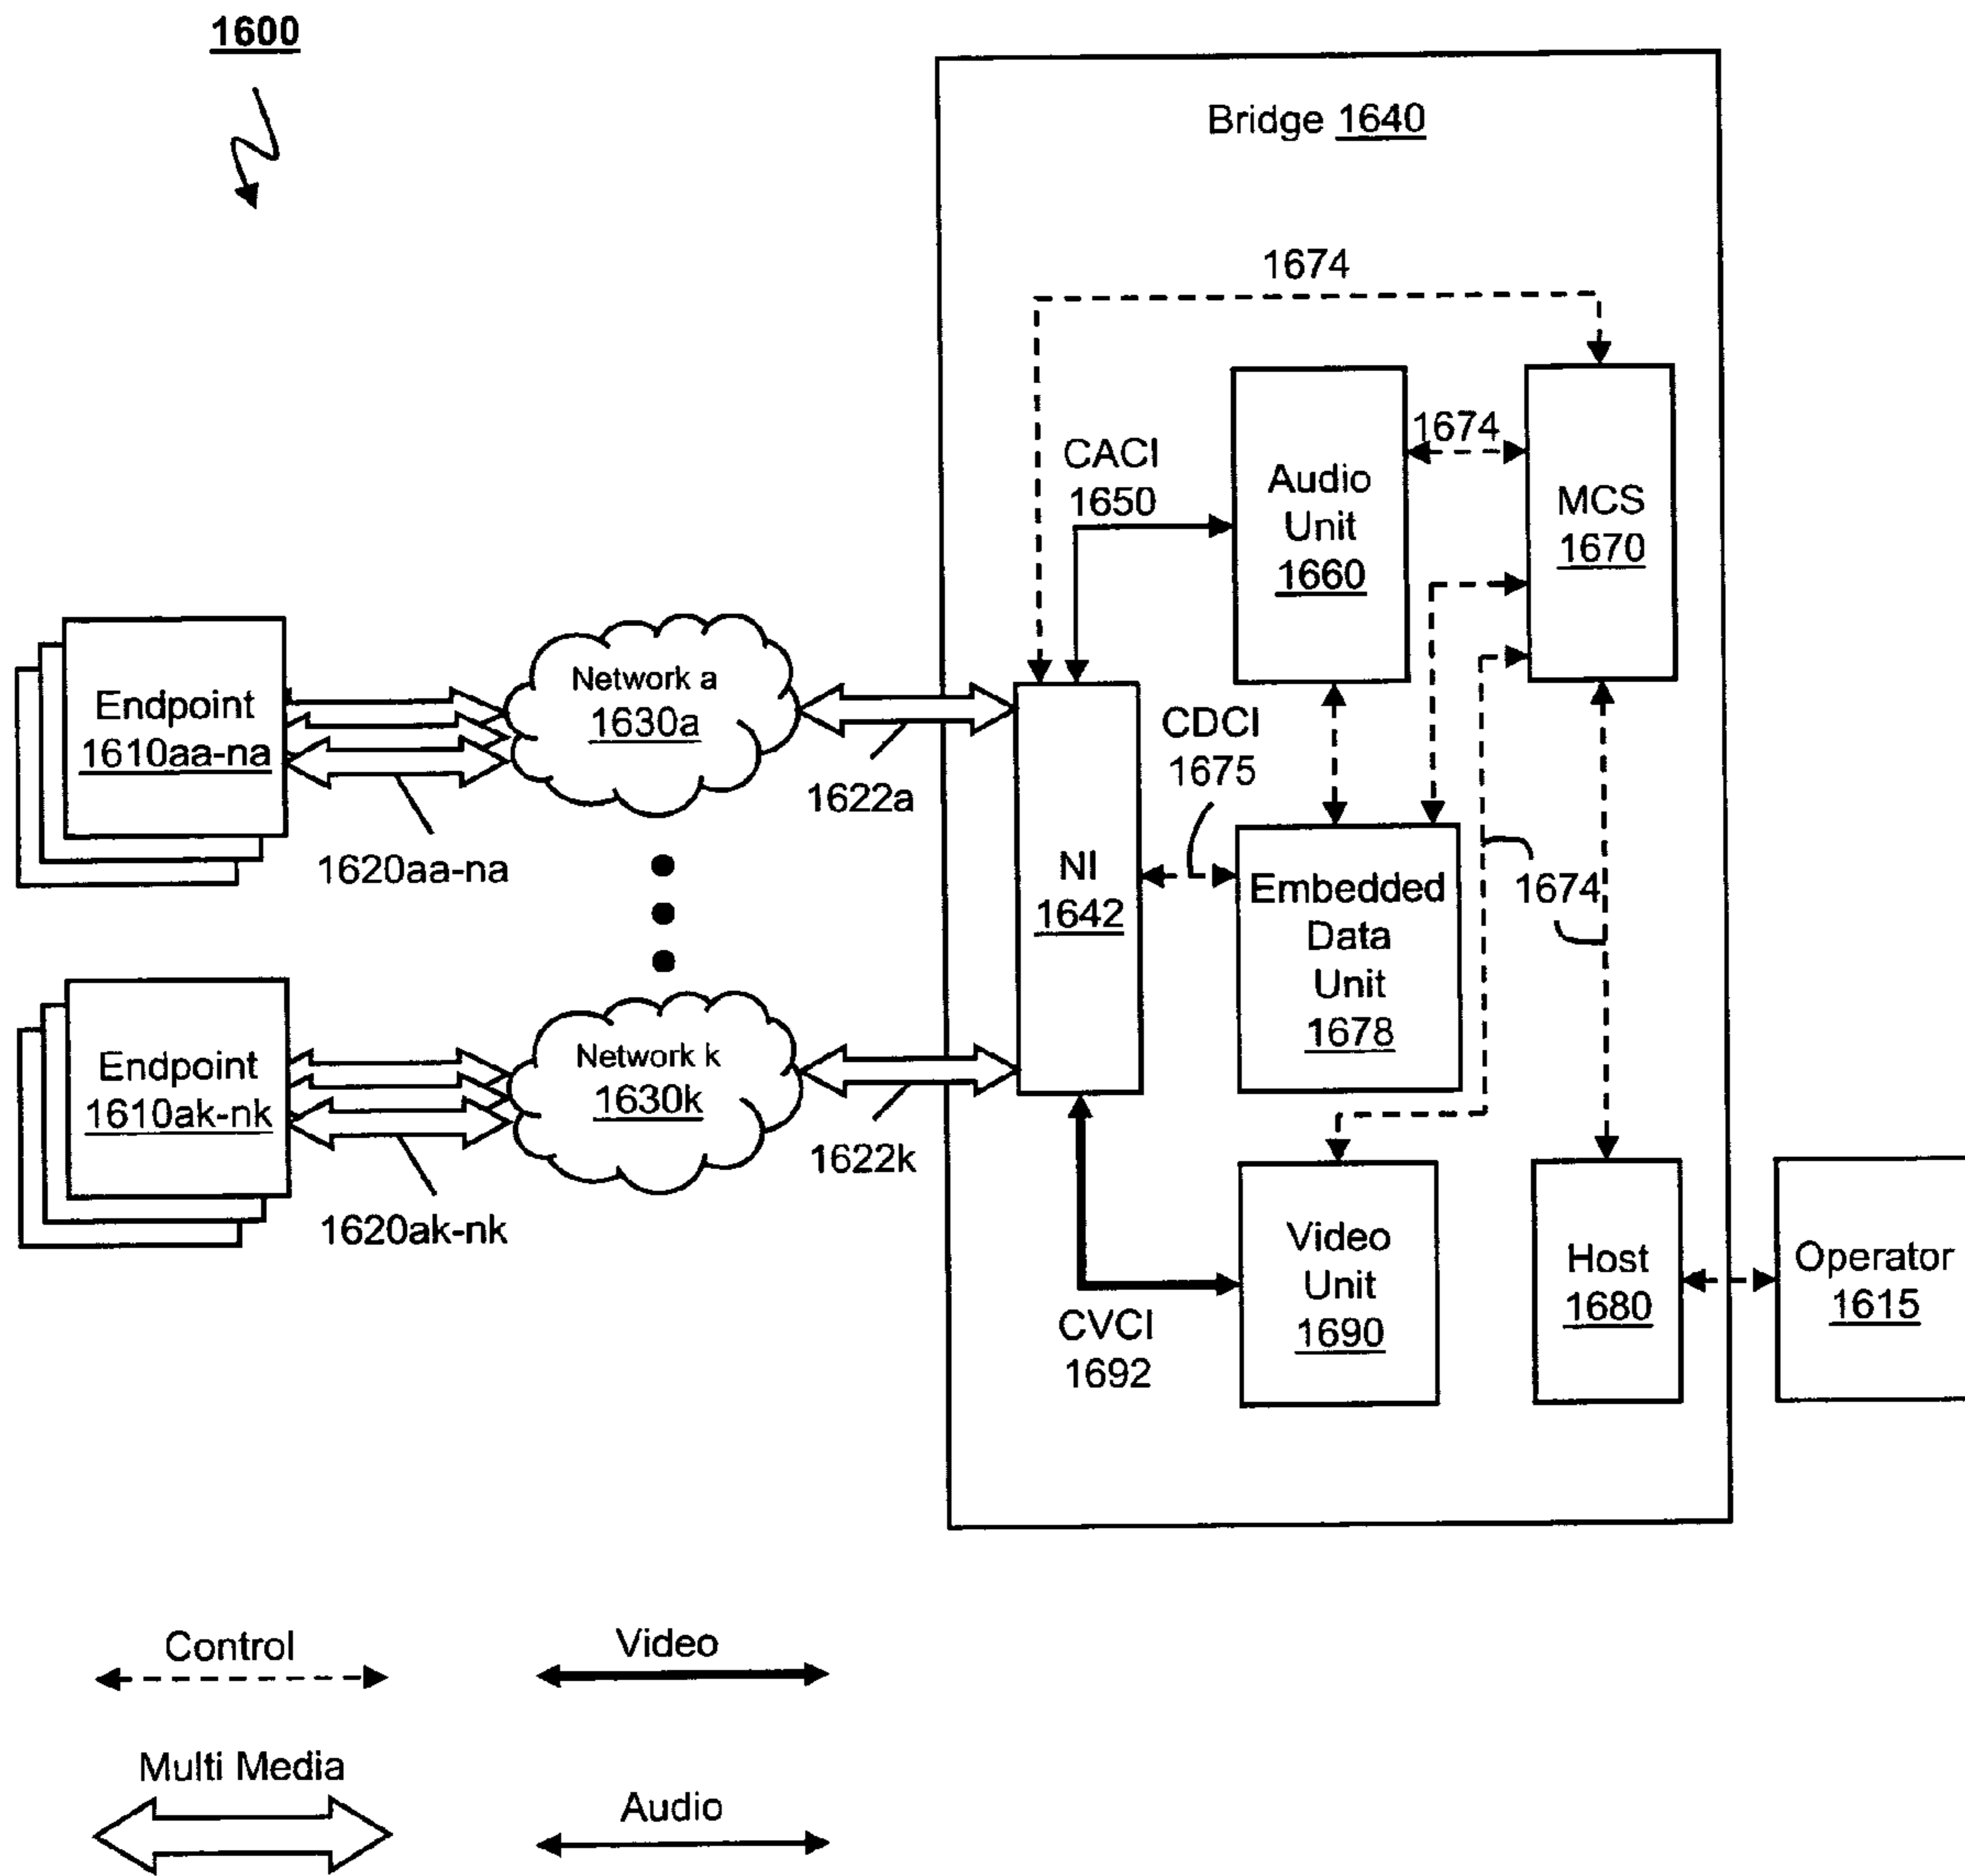 1600
Bridge 1640
1674
CACI
1650
Audio
Unit
1660
1674
MCS
1670
Endpoint
1610aa-na
1620aa-na
Network a
1630a
1622a
NI
1642
CDCI
1675
Embedded
Data
Unit
1678
1674
Endpoint
1610ak-nk
1620ak-nk
Network k
1630k
1622k
CVCI
1692
Video
Unit
1690
Host
1680
Operator
1615
Control
Video
Multi Media
Audio